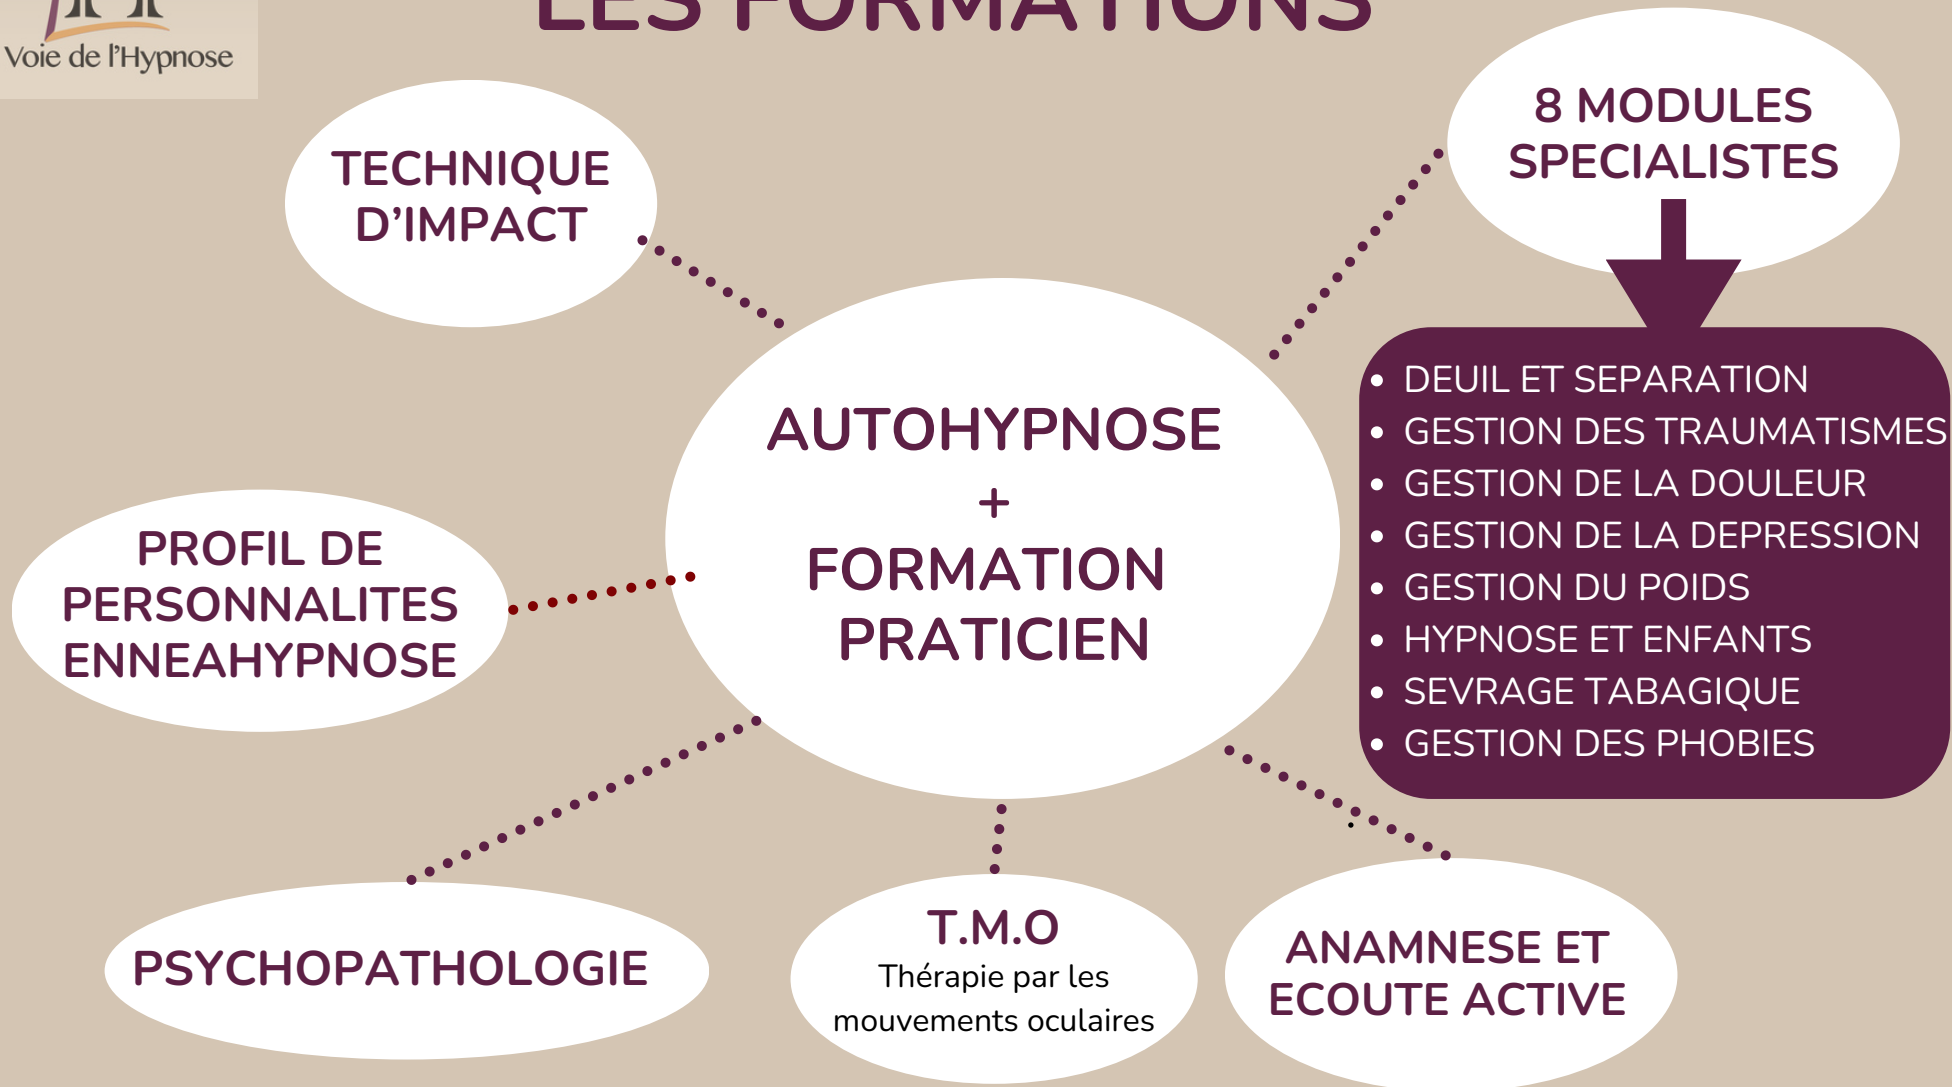 LES FORMATIONS
Voie de l'Hypnose
TECHNIQUE
D’IMPACT
8 MODULES
SPECIALISTES
AUTOHYPNOSE
+
FORMATION
PRATICIEN
• DEUIL ET SEPARATION
• GESTION DES TRAUMATISMES
• GESTION DE LA DOULEUR
• GESTION DE LA DEPRESSION
• GESTION DU POIDS
• HYPNOSE ET ENFANTS
• SEVRAGE TABAGIQUE
• GESTION DES PHOBIES
PROFIL DE
PERSONNALITES
ENNEAHYPNOSE
PSYCHOPATHOLOGIE
T.M.O
Thérapie par les
mouvements oculaires
ANAMNESE ET
ECOUTE ACTIVE